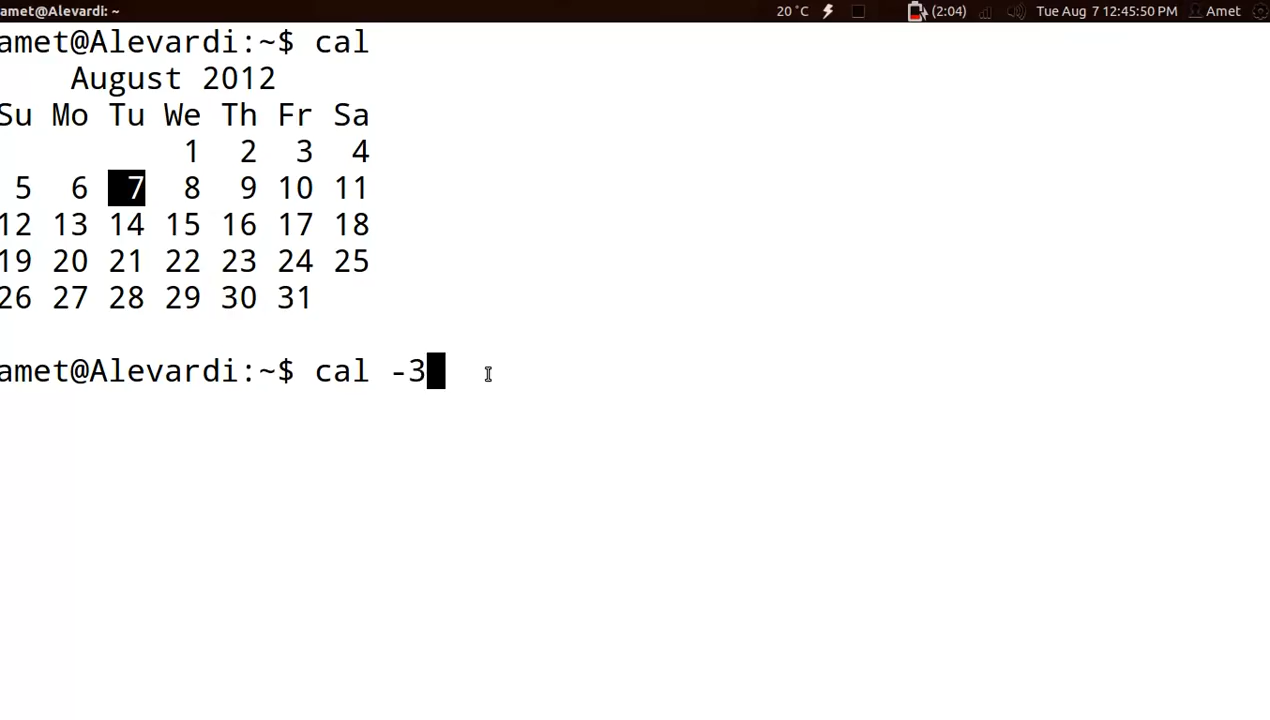 amet@Alevardi: ~
20 °C (2:04) Tue Aug 7 12:45:50 PM Amet
amet@Alevardi:~$ cal
August 2012
Su Mo Tu We Th Fr Sa
1 2 3 4
5 6 7 8 9 10 11
12 13 14 15 16 17 18
19 20 21 22 23 24 25
26 27 28 29 30 31
amet@Alevardi:~$ cal -3